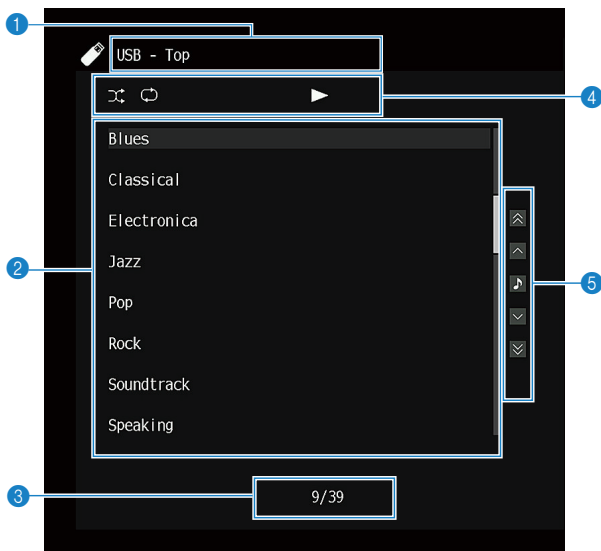 1
USB - Top
4
Blues
Classical
Electronica
2
Jazz
5
Pop
Rock
Soundtrack
Speaking
3
9/39